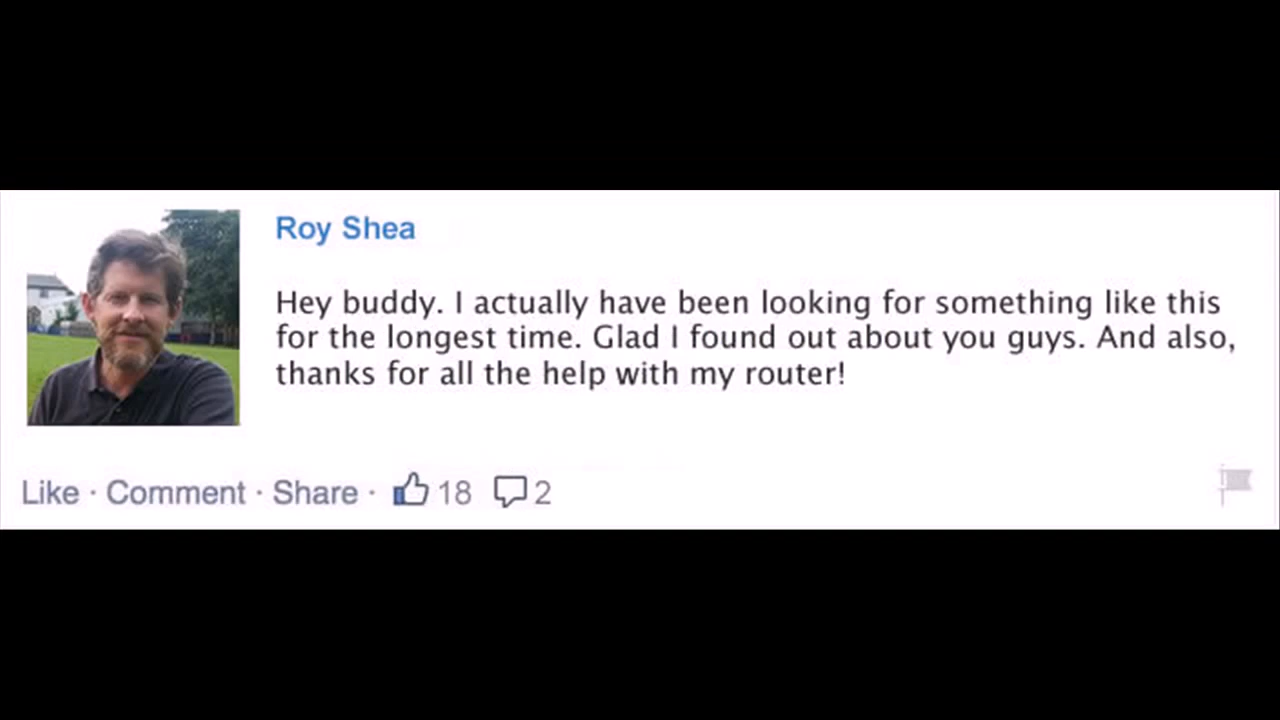 Roy Shea
Hey buddy. I actually have been looking for something like this
for the longest time. Glad I found out about you guys. And also,
thanks for all the help with my router!
Like · Comment · Share · 18 2